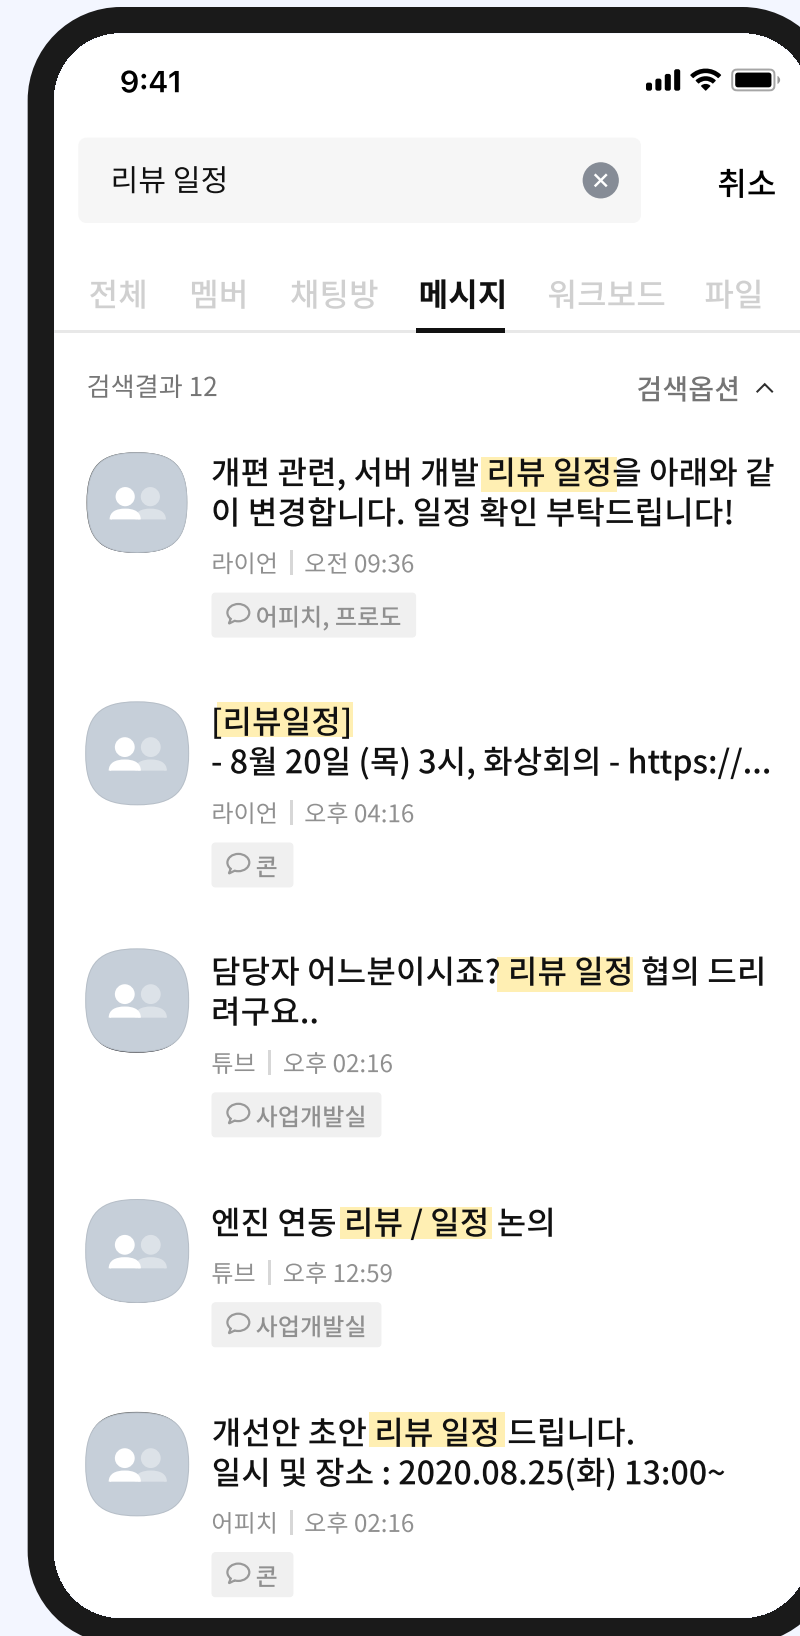 9:41
리뷰 일정
취소
전체 멤버 채팅방 메시지 워크보드 파일
검색결과 12
검색옵션
개편 관련, 서버 개발 리뷰 일정을 아래와 같
이 변경합니다. 일정 확인 부탁드립니다!
라이언 | 오전 09:36
어피치, 프로도
[리뷰일정]
- 8월 20일 (목) 3시, 화상회의 - https://...
라이언 | 오후 04:16
콘
담당자 어느분이시죠? 리뷰 일정 협의 드리
려구요..
튜브 | 오후 02:16
사업개발실
엔진 연동 리뷰 / 일정 논의
튜브 | 오후 12:59
사업개발실
개선안 초안 리뷰 일정 드립니다.
일시 및 장소 : 2020.08.25(화) 13:00~
어피치 | 오후 02:16
콘